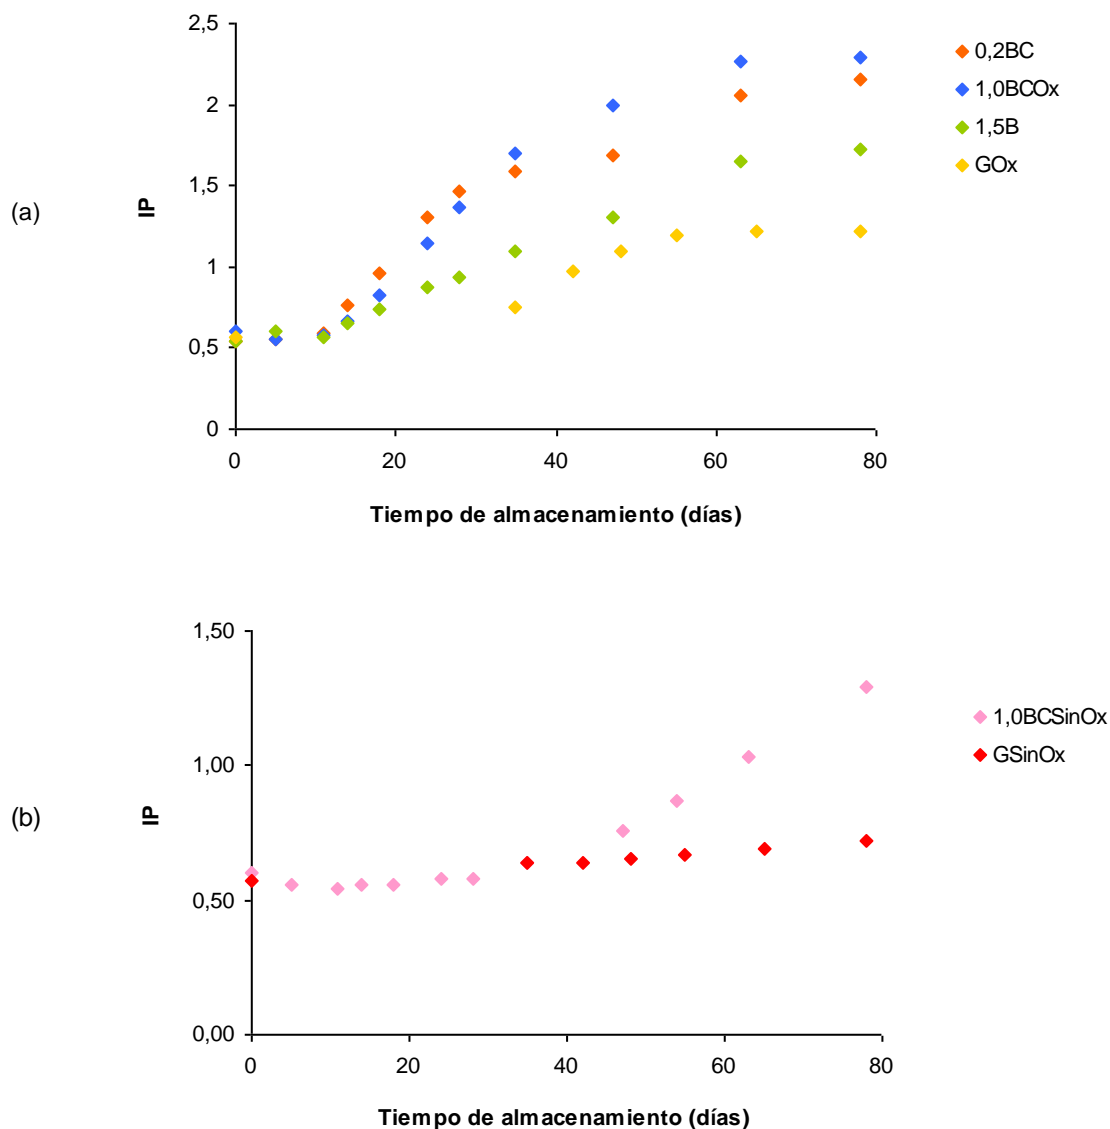 (a)
IP
2,5
2
1,5
1
0,5
0
0
20
40
60
80
Tiempo de almacenamiento (días)
0,2BC
1,0BCOx
1,5B
GOx
(b)
IP
1,50
1,00
0,50
0,00
0
20
40
60
80
Tiempo de almacenamiento (días)
1,0BCSinOx
GSinOx